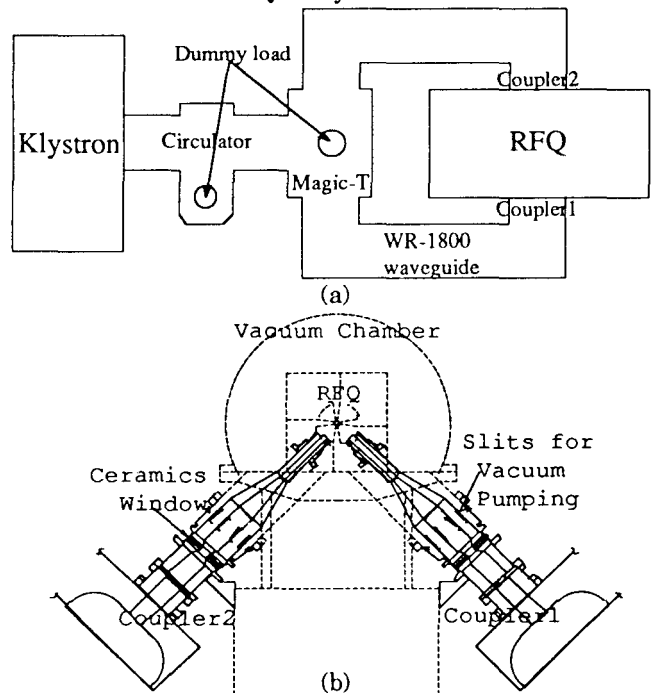 Dummy load
Klystron
Circulator
Magic-T
Coupler2
RFQ
Coupler1
WR-1800
waveguide
(a)
Vacuum Chamber
RFQ
Ceramics
Window
Slits for
Vacuum
Pumping
Coupler2
Coupler1
(b)